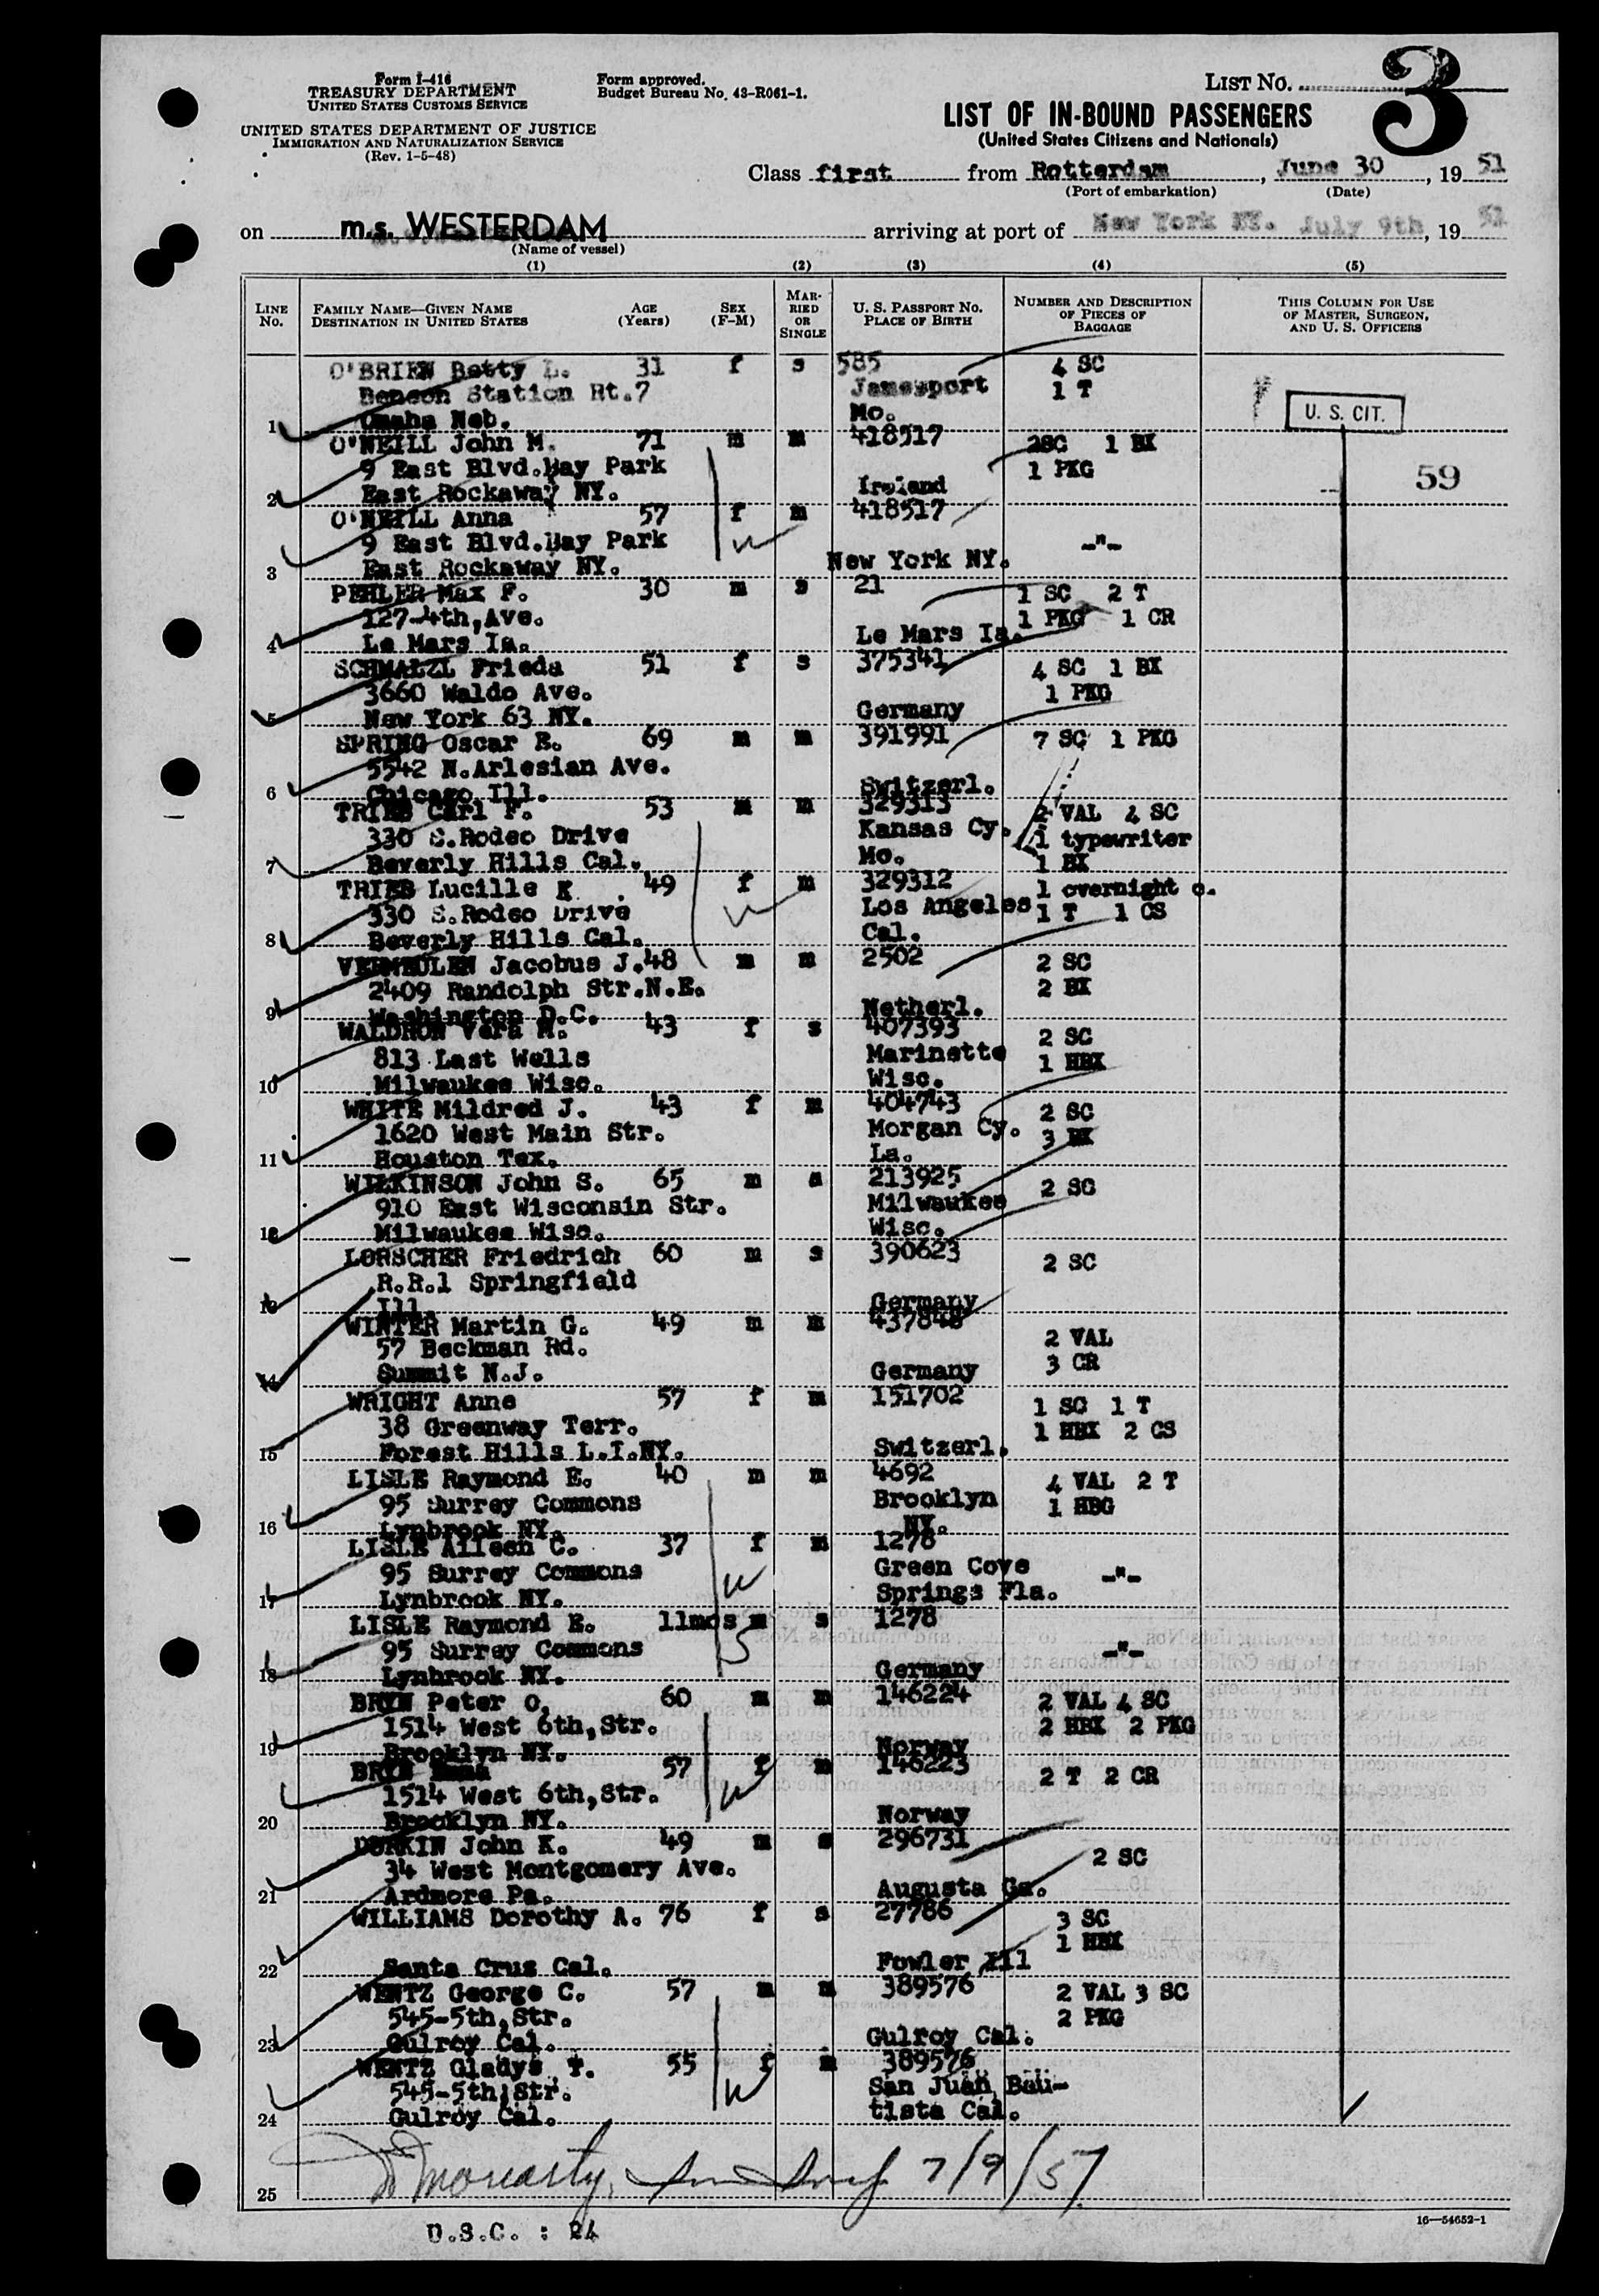 Form I-416
TREASURY DEPARTMENT
UNITED STATES CUSTOMS SERVICE
UNITED STATES DEPARTMENT OF JUSTICE
IMMIGRATION AND NATURALIZATION SERVICE
(Rev. 1-5-48)
Form approved.
Budget Bureau No. 43-R061-1.
LIST No. 3
LIST OF IN-BOUND PASSENGERS
(United States Citizens and Nationals)
Class first from Rotterdam, June 30, 1951
(Port of embarkation) (Date)
on m.s. WESTERDAM arriving at port of New York NY. July 9th, 1951
(Name of vessel)
(1) (2) (3) (4) (5)
LINE No. FAMILY NAME—GIVEN NAME DESTINATION IN UNITED STATES AGE (Years) SEX (F-M) MARRIED OR SINGLE U. S. PASSPORT No. PLACE OF BIRTH NUMBER AND DESCRIPTION OF PIECES OF BAGGAGE THIS COLUMN FOR USE OF MASTER, SURGEON, AND U. S. OFFICERS
O'BRIEN Betty L. 31 f s 585 4 SC
Benson Station Rt.7 Jamesport 1 T
U. S. CIT.
1 Omaha Neb. Mo.
O'NEILL John M. 71 m m 418517 2SC 1 BX
9 East Blvd.Bay Park 1 PKG
59
2 East Rockaway NY. Ireland
O'NEILL Anna 57 f m 418517
9 East Blvd.Bay Park -"-
3 East Rockaway NY. New York NY.
PEHLER Max F. 30 m s 21 1 SC 2 T
127-4th,Ave. 1 PKG 1 CR
4 Le Mars Ia. Le Mars Ia.
SCHMALZL Frieda 51 f s 375341 4 SC 1 BX
3660 Waldo Ave. 1 PKG
5 New York 63 NY. Germany
SPRING Oscar E. 69 m m 391991 7 SC 1 PKG
5542 N.Arlesian Ave.
6 Chicago Ill. Switzerl.
TRIEB Carl F. 53 m m 329313 2 VAL 4 SC
330 S.Rodeo Drive Kansas Cy. 1 typewriter
7 Beverly Hills Cal. Mo. 1 BX
TRIEB Lucille K. 49 f m 329312 1 overnight c.
330 S.Rodeo Drive Los Angeles 1 T 1 CS
8 Beverly Hills Cal. Cal.
VERMEULEN Jacobus J. 48 m m 2502 2 SC
2409 Randolph Str.N.E. 2 BX
9 Washington D.C. Netherl.
WALDRON Vera M. 43 f s 407393 2 SC
813 Last Wells Marinette 1 HBX
10 Milwaukee Wisc. Wisc.
WHITE Mildred J. 43 f m 404743 2 SC
1620 West Main Str. Morgan Cy. 3 BX
11 Houston Tex. La.
WILKINSON John S. 65 m s 213925 2 SC
910 East Wisconsin Str. Milwaukee
12 Milwaukee Wisc. Wisc.
LORSCHER Friedrich 60 m s 390623 2 SC
R.R.1 Springfield
13 Ill. Germany
WINTER Martin G. 49 m m 437848 2 VAL
57 Beckman Rd. 3 CR
14 Summit N.J. Germany
WRIGHT Anne 57 f m 151702 1 SC 1 T
38 Greenway Terr. 1 HBX 2 CS
15 Forest Hills L.I.NY. Switzerl.
LISLE Raymond E. 40 m m 4692 4 VAL 2 T
95 Surrey Commons Brooklyn 1 HBG
16 Lynbrook NY. NY.
LISLE Aileen C. 37 f m 1278
95 Surrey Commons Green Cove -"-
17 Lynbrook NY. Springs Fla.
LISLE Raymond E. 11mos m s 1278
95 Surrey Commons -"-
18 Lynbrook NY. Germany
BRYN Peter O. 60 m m 146224 2 VAL 4 SC
1514 West 6th,Str. 2 HBX 2 PKG
19 Brooklyn NY. Norway
BRYN 57 f m 146223 2 T 2 CR
1514 West 6th,Str.
20 Brooklyn NY. Norway
DURKIN John K. 49 m s 296731
34 West Montgomery Ave. 2 SC
21 Ardmore Pa. Augusta Ga.
WILLIAMS Dorothy A. 76 f s 27786 3 SC
1 HBX
22 Santa Cruz Cal. Fowler Ill
WENTZ George C. 57 m m 389576 2 VAL 3 SC
545-5th,Str. 2 PKG
23 Gulroy Cal. Gulroy Cal.
WENTZ Gladys T. 55 f m 389576
545-5th,Str. San Juan Bau-
24 Gulroy Cal. tista Cal.
Moriarty, 7/9/51
25
16—54652-1
U.S.C. : 24